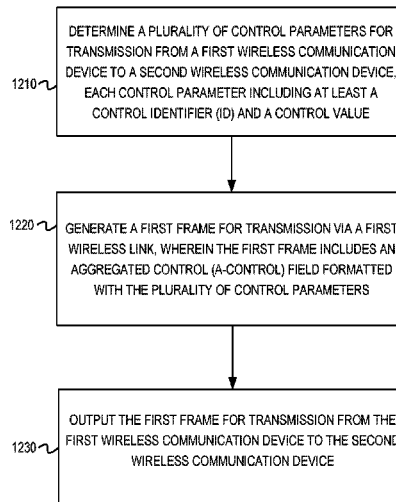 DETERMINE A PLURALITY OF CONTROL PARAMETERS FOR
TRANSMISSION FROM A FIRST WIRELESS COMMUNICATION
DEVICE TO A SECOND WIRELESS COMMUNICATION DEVICE,
EACH CONTROL PARAMETER INCLUDING AT LEAST A
CONTROL IDENTIFIER (ID) AND A CONTROL VALUE
1210
1220
GENERATE A FIRST FRAME FOR TRANSMISSION VIA A FIRST
WIRELESS LINK, WHEREIN THE FIRST FRAME INCLUDES AN
AGGREGATED CONTROL (A-CONTROL) FIELD FORMATTED
WITH THE PLURALITY OF CONTROL PARAMETERS
OUTPUT THE FIRST FRAME FOR TRANSMISSION FROM THE
FIRST WIRELESS COMMUNICATION DEVICE TO THE SECOND
WIRELESS COMMUNICATION DEVICE
1230